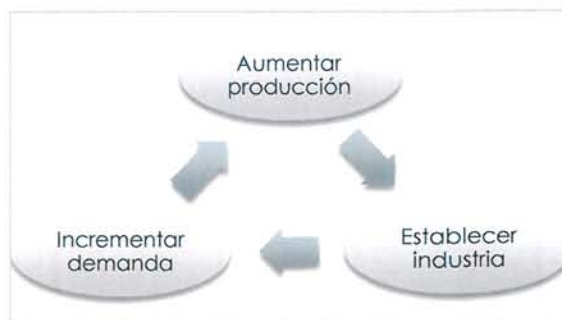 Aumentar
producción
Establecer
industria
Incrementar
demanda